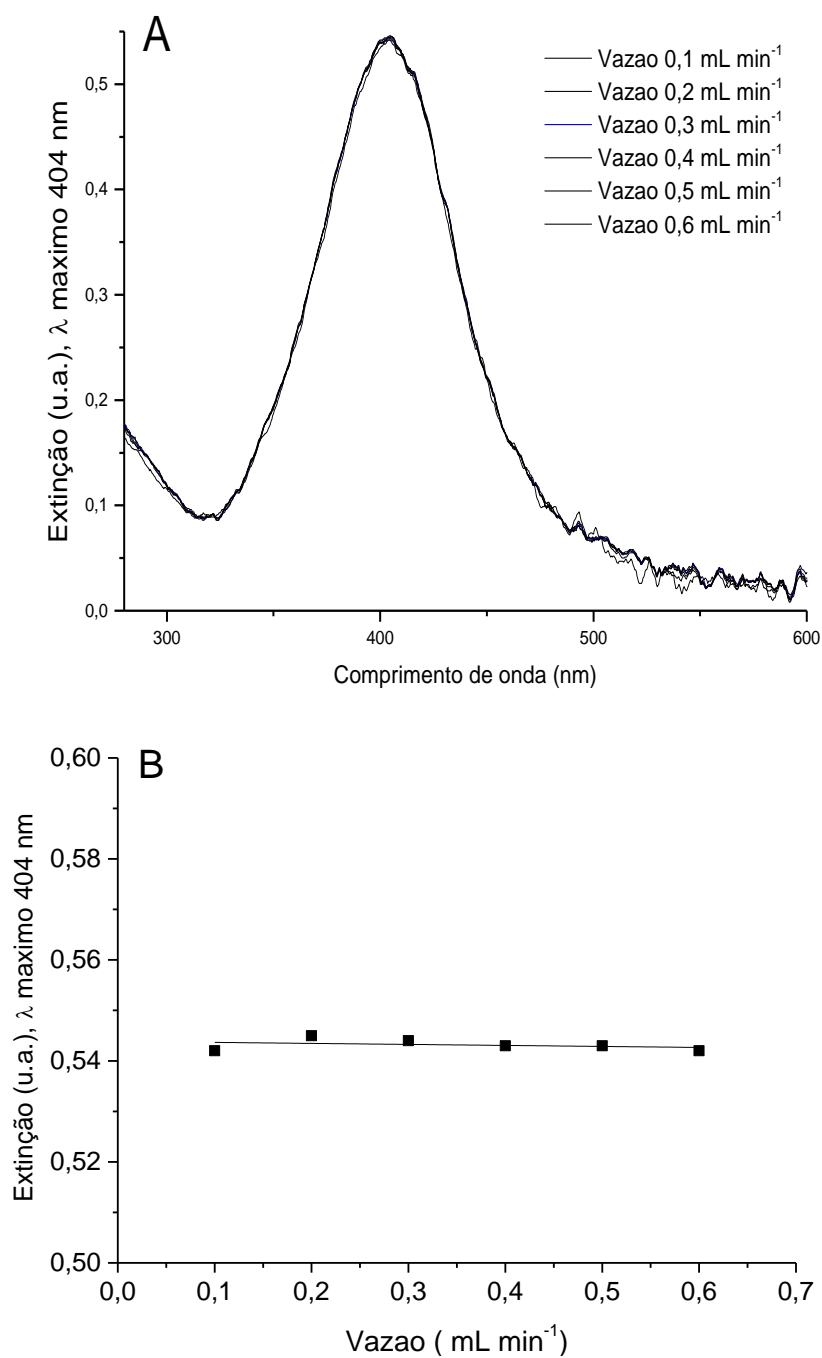 A
Vazao 0,1 mL min⁻¹
Vazao 0,2 mL min⁻¹
Vazao 0,3 mL min⁻¹
Vazao 0,4 mL min⁻¹
Vazao 0,5 mL min⁻¹
Vazao 0,6 mL min⁻¹
Extinção (u.a.), λ maximo 404 nm
0,5
0,4
0,3
0,2
0,1
0,0
300 400 500 600
Comprimento de onda (nm)
B
Extinção (u.a.), λ maximo 404 nm
0,60
0,58
0,56
0,54
0,52
0,50
0,0 0,1 0,2 0,3 0,4 0,5 0,6 0,7
Vazao ( mL min⁻¹)